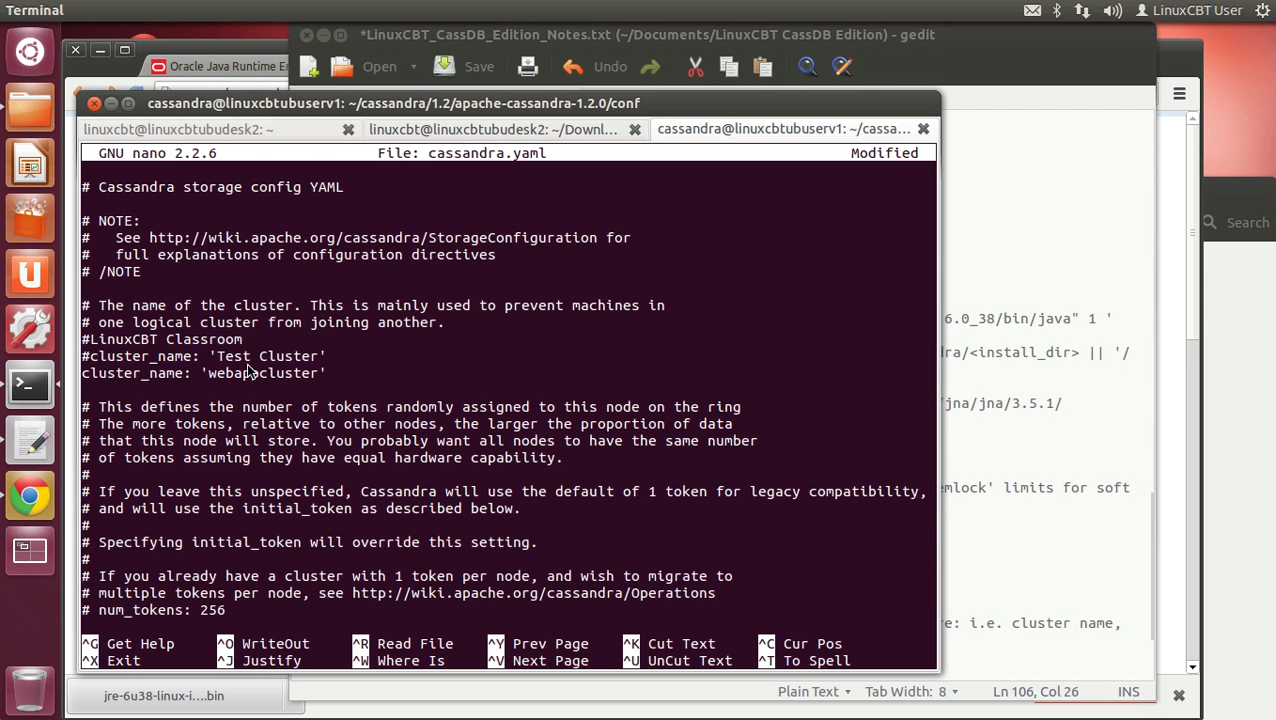 Terminal
LinuxCBT User
*LinuxCBT_CassDB_Edition_Notes.txt (~/Documents/LinuxCBT CassDB Edition) - gedit
Oracle Java Runtime En
Open
Save
Undo
cassandra@linuxcbtubuserv1: ~/cassandra/1.2/apache-cassandra-1.2.0/conf
linuxcbt@linuxcbtubudesk2: ~
linuxcbt@linuxcbtubudesk2: ~/Downl...
cassandra@linuxcbtubuserv1: ~/cassa...
GNU nano 2.2.6 File: cassandra.yaml Modified
# Cassandra storage config YAML
# NOTE:
#   See http://wiki.apache.org/cassandra/StorageConfiguration for
#   full explanations of configuration directives
# /NOTE
# The name of the cluster. This is mainly used to prevent machines in
# one logical cluster from joining another.
#LinuxCBT Classroom
#cluster_name: 'Test Cluster'
cluster_name: 'cluster'
# This defines the number of tokens randomly assigned to this node on the ring
# The more tokens, relative to other nodes, the larger the proportion of data
# that this node will store. You probably want all nodes to have the same number
# of tokens assuming they have equal hardware capability.
#
# If you leave this unspecified, Cassandra will use the default of 1 token for legacy compatibility,
# and will use the initial_token as described below.
#
# Specifying initial_token will override this setting.
#
# If you already have a cluster with 1 token per node, and wish to migrate to
# multiple tokens per node, see http://wiki.apache.org/cassandra/Operations
# num_tokens: 256
^G Get Help ^O WriteOut ^R Read File ^Y Prev Page ^K Cut Text ^C Cur Pos
^X Exit ^J Justify ^W Where Is ^V Next Page ^U UnCut Text ^T To Spell
Search
6.0_38/bin/java" 1 '
dra/<install_dir> || '/
/jna/jna/3.5.1/
emlock' limits for soft
re: i.e. cluster name,
jre-6u38-linux-i....bin
Plain Text Tab Width: 8 Ln 106, Col 26 INS